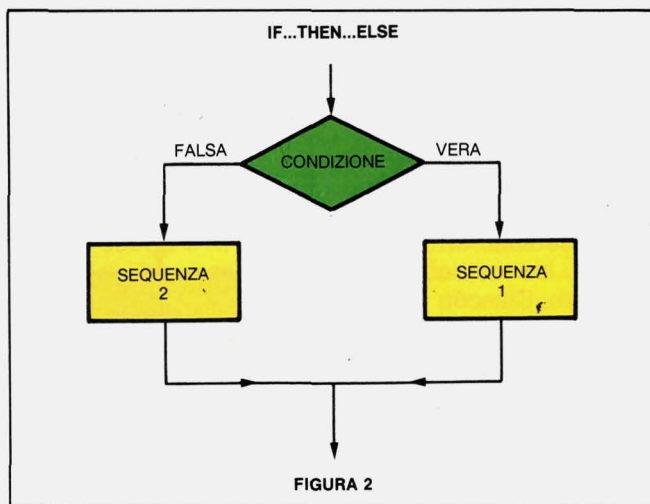 IF...THEN...ELSE
FALSA
CONDIZIONE
VERA
SEQUENZA
2
SEQUENZA
1
FIGURA 2